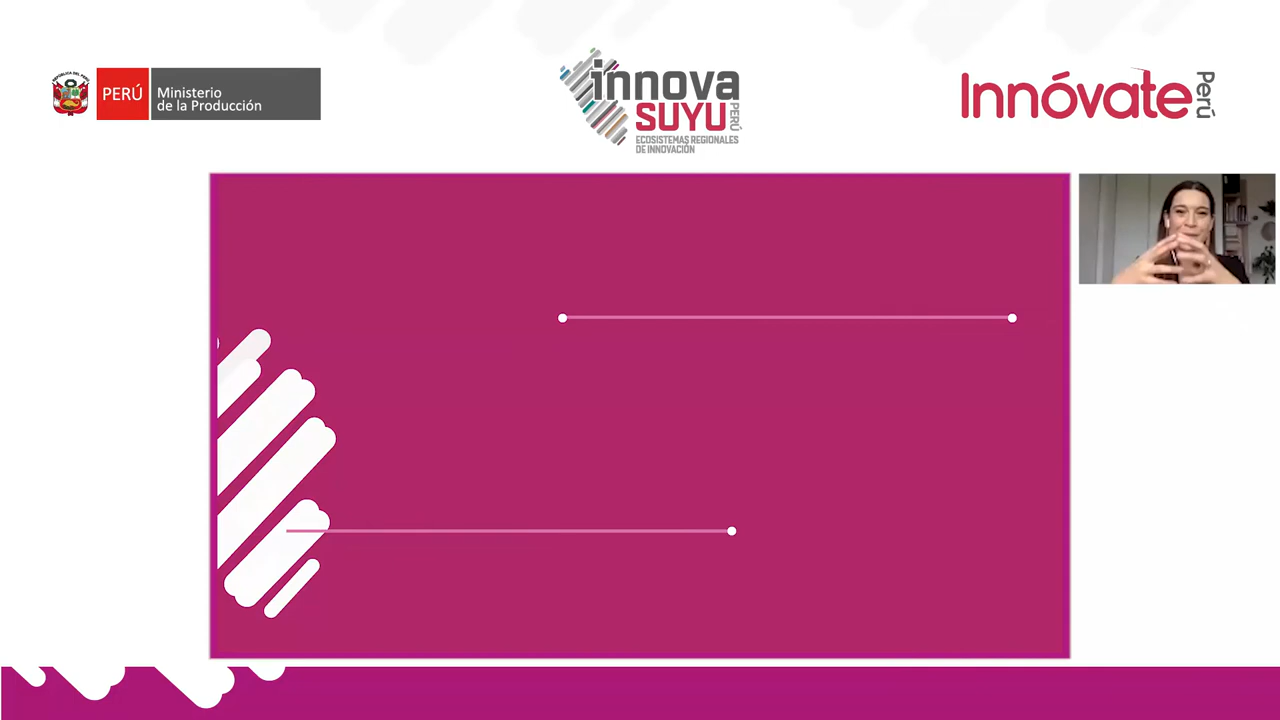 REPÚBLICA DEL PERÚ
PERÚ
Ministerio
de la Producción
innova
SUYU
PERÚ
ECOSISTEMAS REGIONALES
DE INNOVACIÓN
Innóvate
Perú